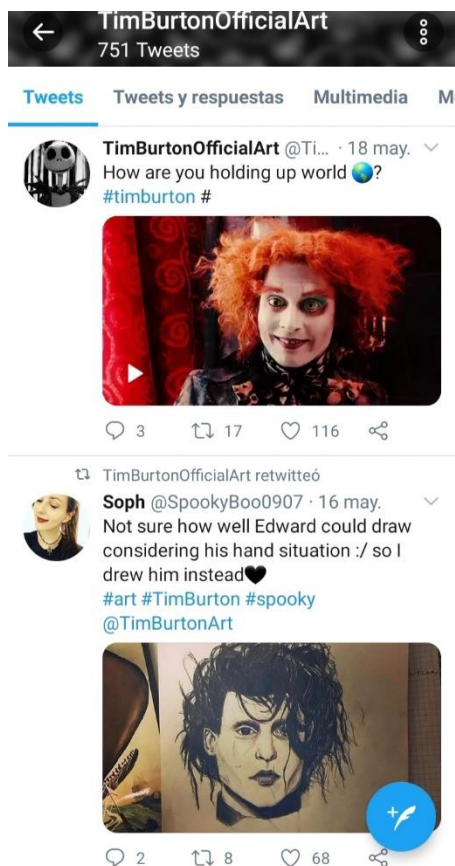 TimBurtonOfficialArt
751 Tweets
Tweets Tweets y respuestas Multimedia M
TimBurtonOfficialArt @Ti... · 18 may.
How are you holding up world 🌎?
#timburton #
3 17 116
TimBurtonOfficialArt retwitteó
Soph @SpookyBoo0907 · 16 may.
Not sure how well Edward could draw
considering his hand situation :/ so I
drew him instead🖤
#art #TimBurton #spooky
@TimBurtonArt
2 8 68